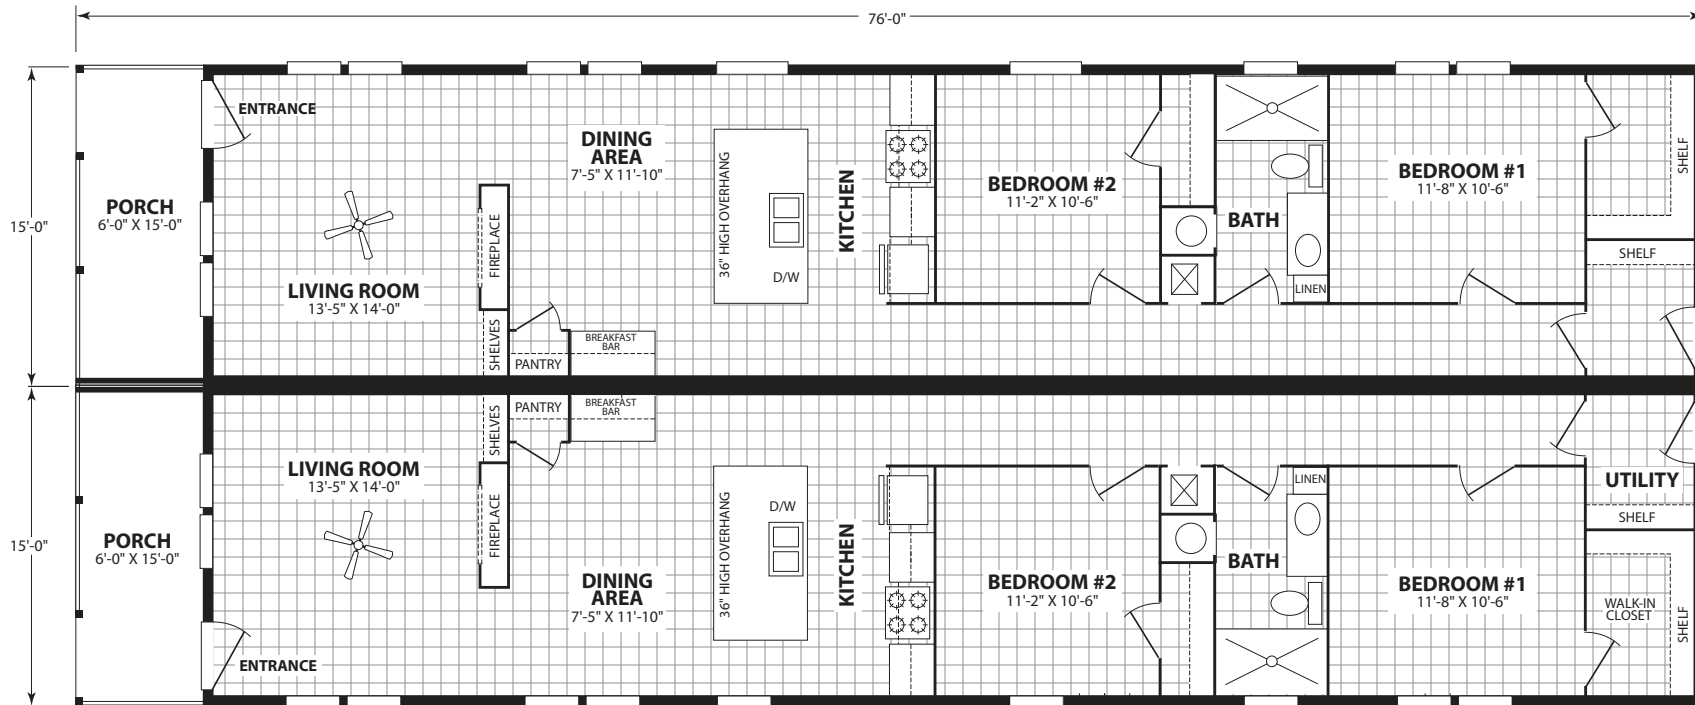 76'-0"
ENTRANCE
DINING
AREA
7'-5" X 11'-10"
36" HIGH OVERHANG
D/W
KITCHEN
BEDROOM #2
11'-2" X 10'-6"
BATH
LINEN
BEDROOM #1
11'-8" X 10'-6"
SHELF
SHELF
15'-0"
PORCH
6'-0" X 15'-0"
LIVING ROOM
13'-5" X 14'-0"
FIREPLACE
SHELVES
PANTRY
BREAKFAST
BAR
15'-0"
PORCH
6'-0" X 15'-0"
LIVING ROOM
13'-5" X 14'-0"
SHELVES
PANTRY
BREAKFAST
BAR
FIREPLACE
ENTRANCE
DINING
AREA
7'-5" X 11'-10"
36" HIGH OVERHANG
D/W
KITCHEN
BEDROOM #2
11'-2" X 10'-6"
LINEN
BATH
BEDROOM #1
11'-8" X 10'-6"
UTILITY
SHELF
WALK-IN
CLOSET
SHELF